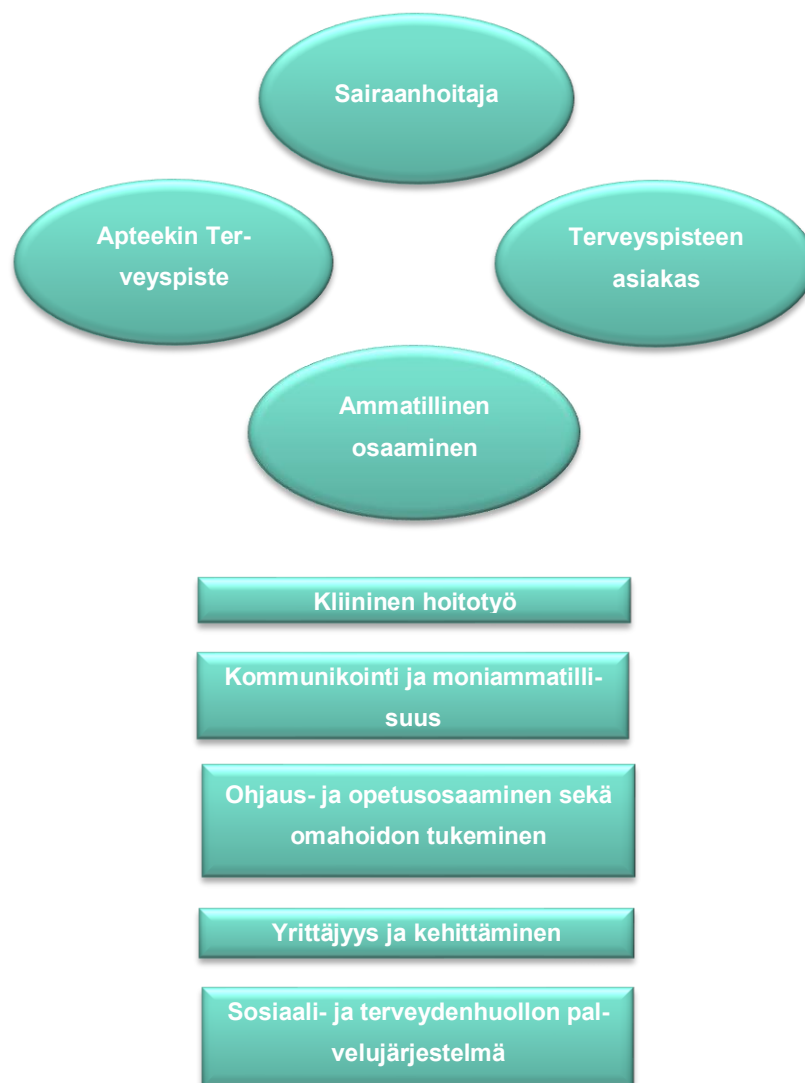 Sairaanhoitaja
Apteekin Ter-
veyspiste
Terveyspisteen
asiakas
Ammatillinen
osaaminen
Kliininen hoitotyö
Kommunikointi ja moniammatilli-
suus
Ohjaus- ja opetusosaaminen sekä
omahoidon tukeminen
Yrittäjyys ja kehittäminen
Sosiaali- ja terveydenhuollon pal-
velujärjestelmä